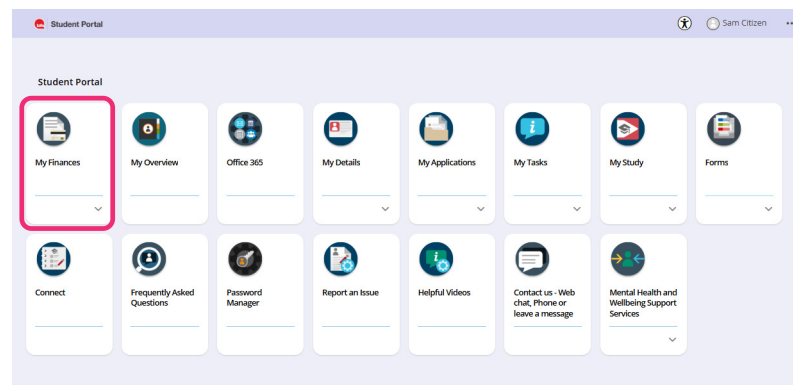 Student Portal
Sam Citizen
Student Portal
My Finances
My Overview
Office 365
My Details
My Applications
My Tasks
My Study
Forms
Connect
Frequently Asked
Questions
Password
Manager
Report an Issue
Helpful Videos
Contact us - Web
chat, Phone or
leave a message
Mental Health and
Wellbeing Support
Services